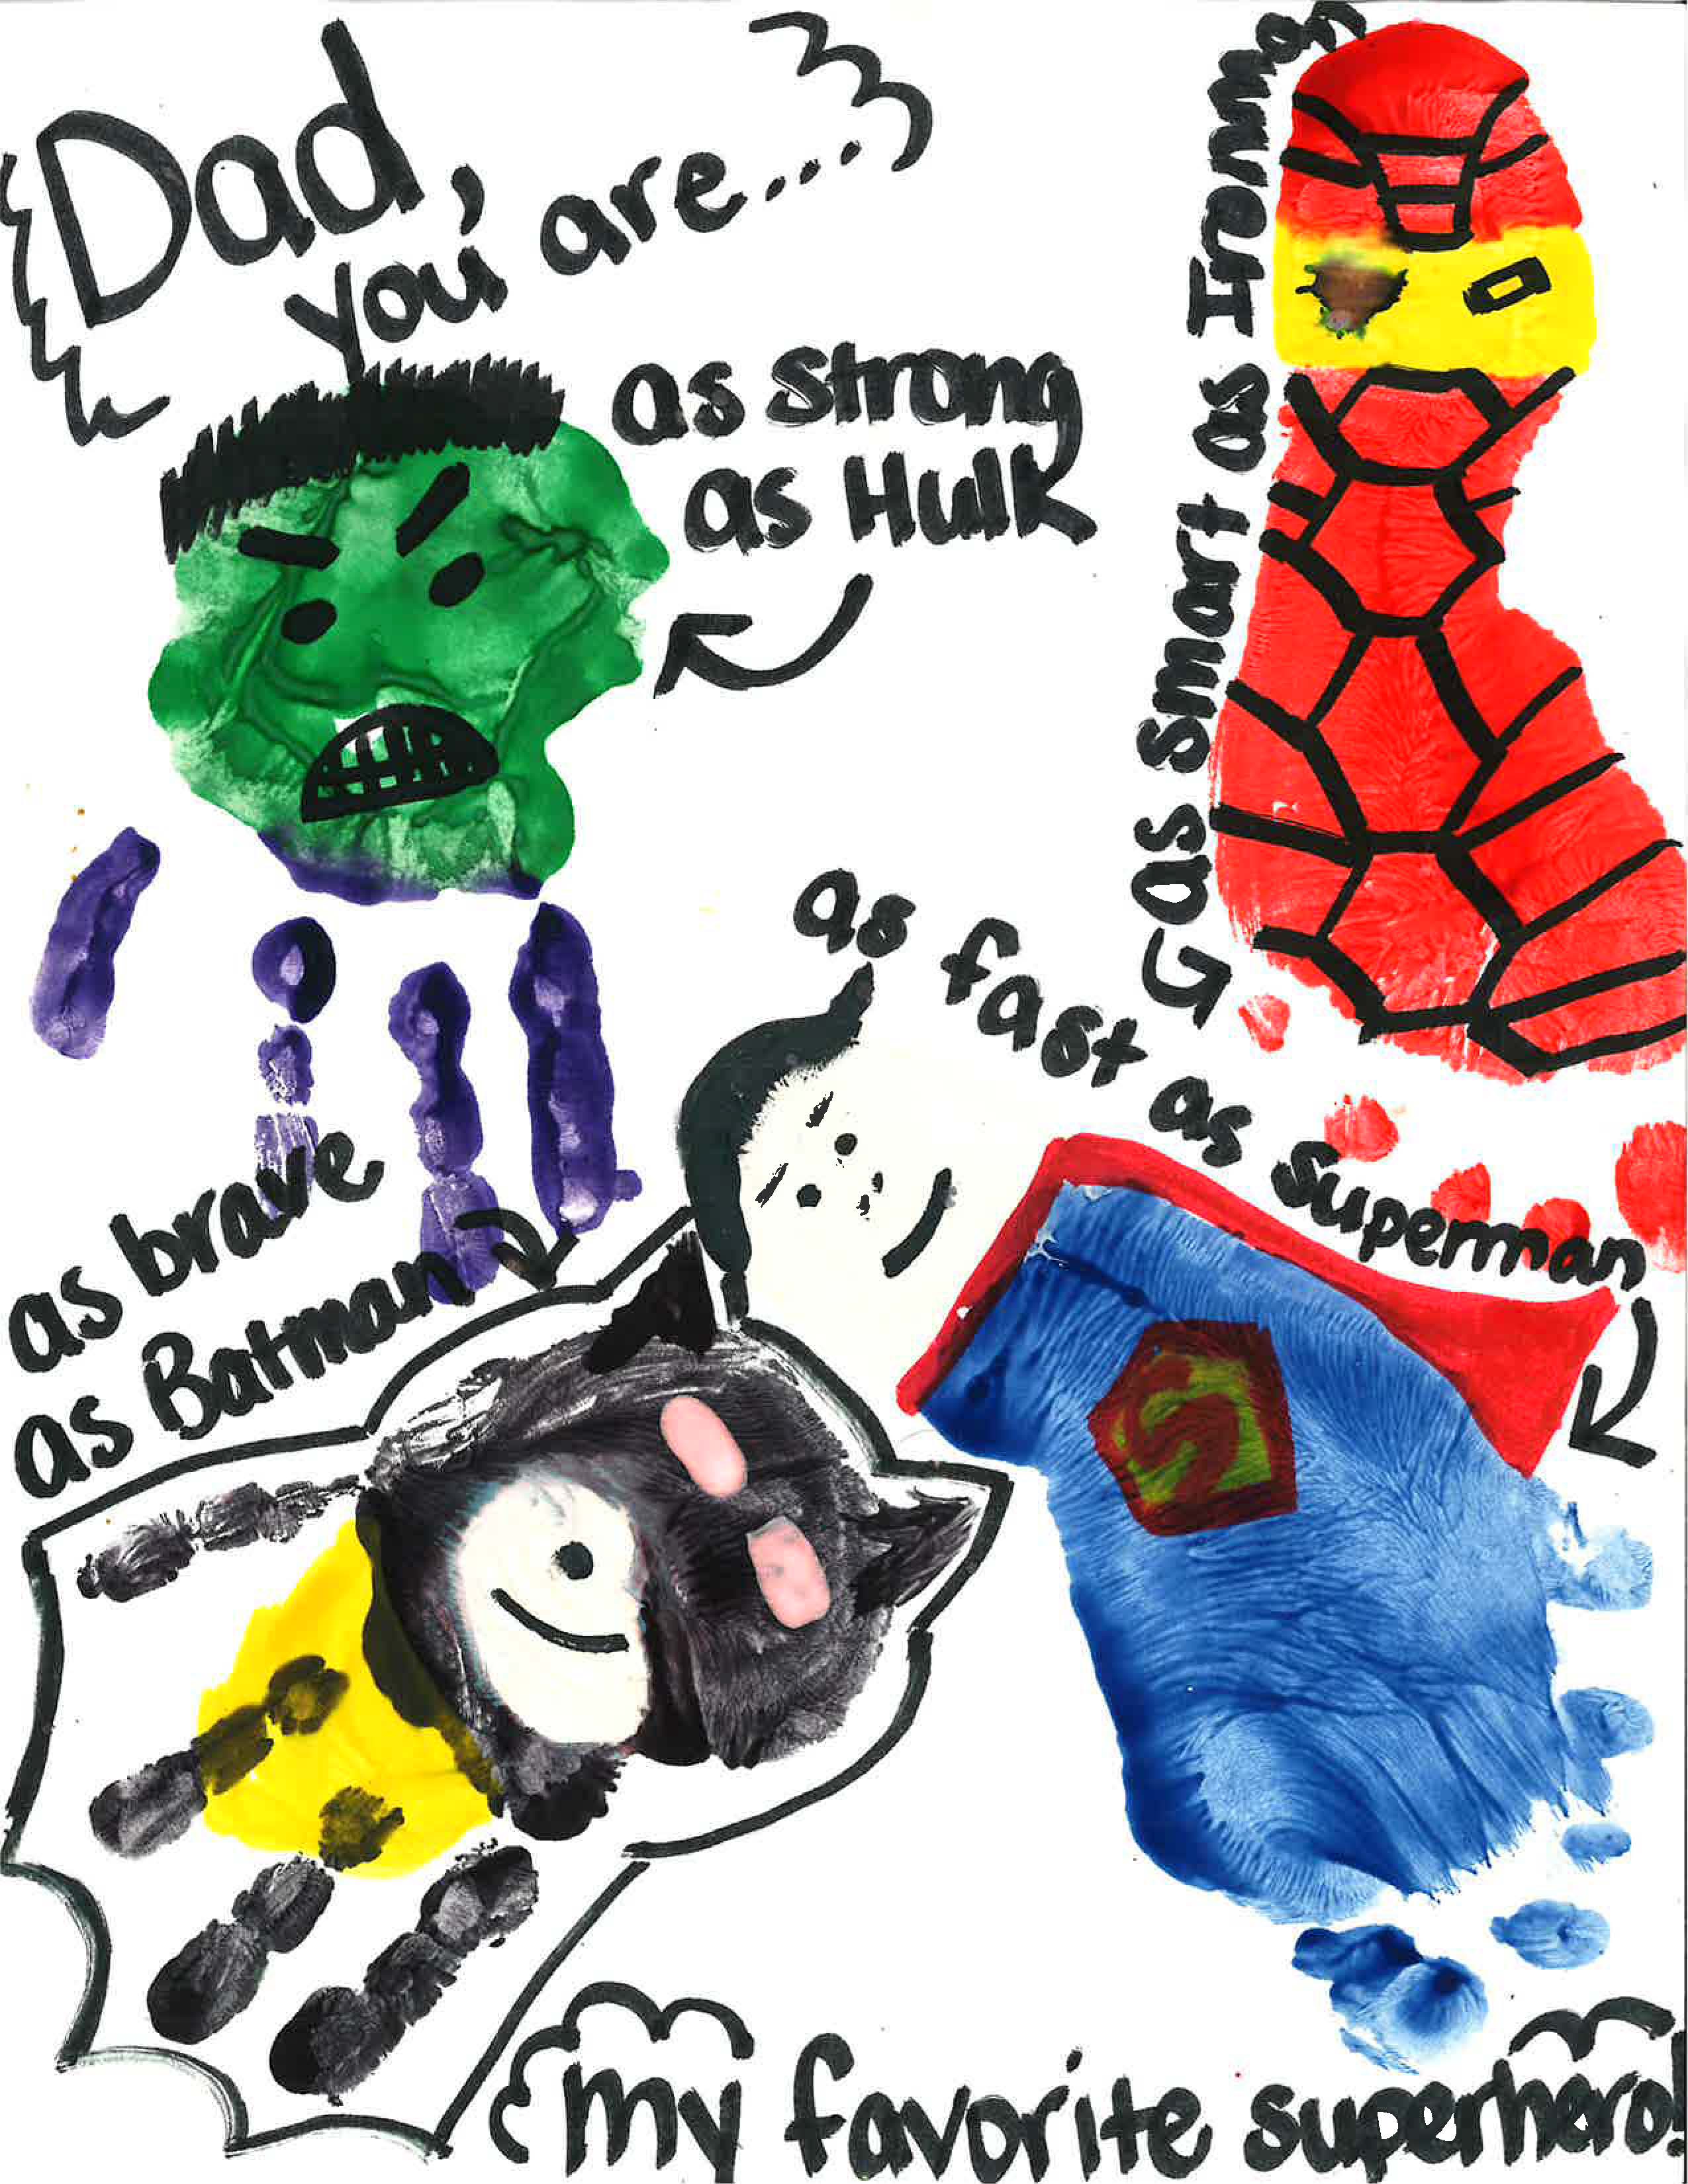 Dad,
you are...
as strong
as Hulk
as smart as Ironman
as fast as Superman
as brave
as Batman
S
my favorite superhero!